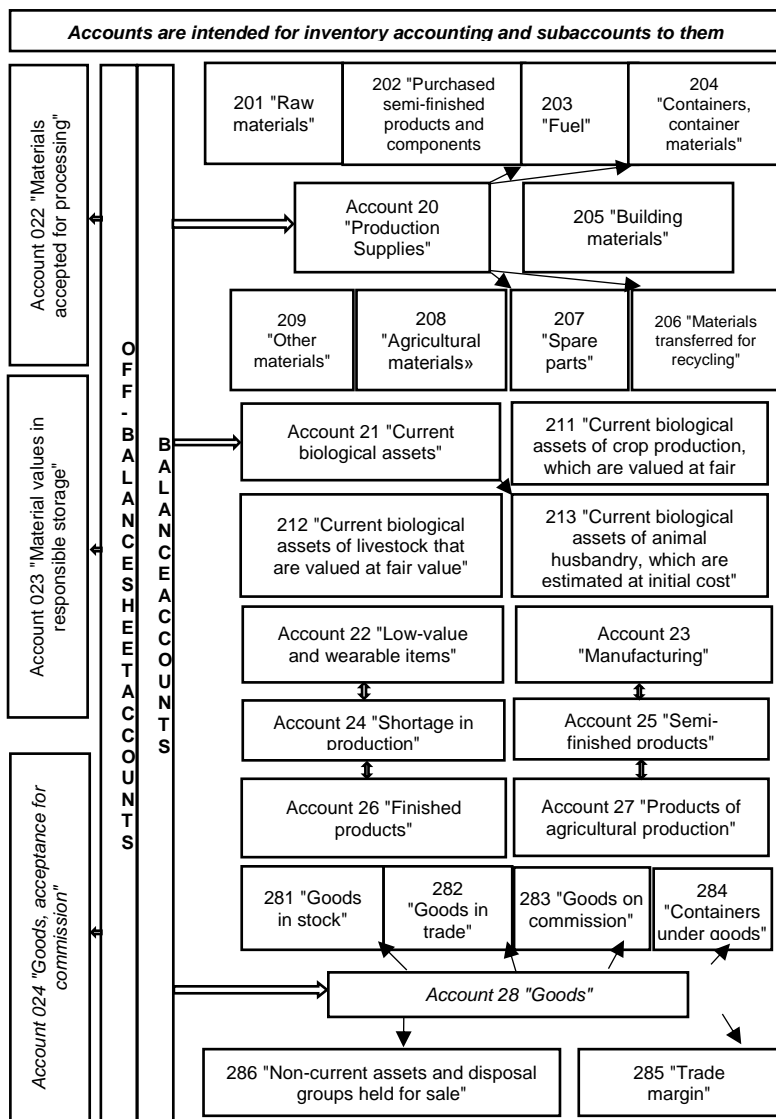 Accounts are intended for inventory accounting and subaccounts to them
Account 022 "Materials
accepted for processing"
Account 023 "Material values in
responsible storage"
Account 024 "Goods, acceptance for
commission"
OFF-BALANCESHEETACCOUNTS
BALANCEACCOUNTS
201 "Raw
materials"
202 "Purchased
semi-finished
products and
components
203
"Fuel"
204
"Containers,
container
materials"
Account 20
"Production
Supplies"
205 "Building
materials"
209
"Other
materials"
208
"Agricultural
materials»
207
"Spare
parts"
206 "Materials
transferred for
recycling"
Account 21 "Current
biological assets"
211 "Current biological
assets of crop production,
which are valued at fair
212 "Current biological
assets of livestock that
are valued at fair value"
213 "Current biological
assets of animal
husbandry, which are
estimated at initial cost"
Account 22 "Low-value
and wearable items"
Account 23
"Manufacturing"
Account 24 "Shortage in
production"
Account 25 "Semi-
finished products"
Account 26 "Finished
products"
Account 27 "Products of
agricultural production"
281 "Goods
in stock"
282
"Goods in
trade"
283 "Goods on
commission"
284
"Containers
under goods"
Account 28 "Goods"
286 "Non-current assets and disposal
groups held for sale"
285 "Trade
margin"